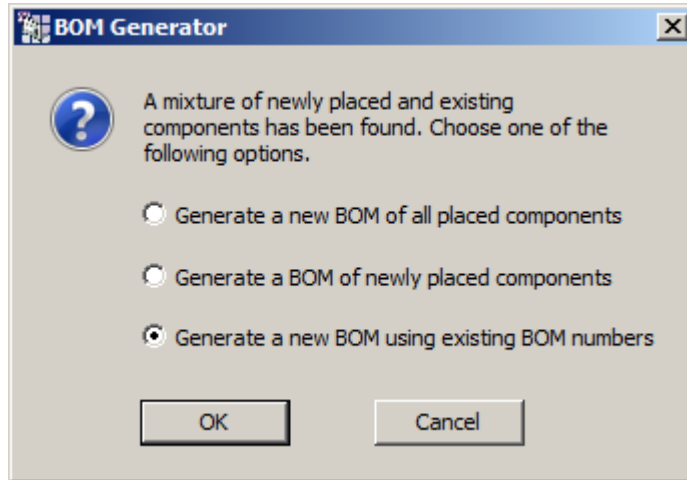 BOM Generator
A mixture of newly placed and existing
components has been found. Choose one of the
following options.
Generate a new BOM of all placed components
Generate a BOM of newly placed components
Generate a new BOM using existing BOM numbers
OK Cancel